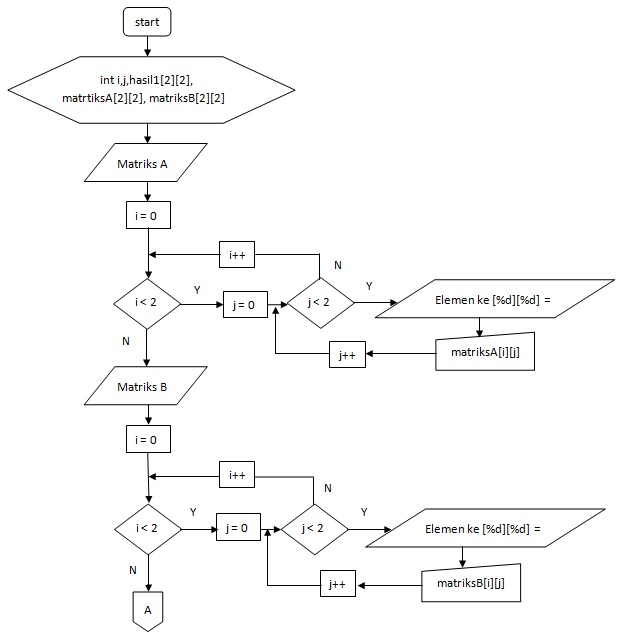 start
int i,j,hasil1[2][2],
matrtiksA[2][2], matriksB[2][2]
Matriks A
i = 0
i++
N
i < 2
Y
j = 0
j < 2
Y
Elemen ke [%d][%d] =
N
j++
matriksA[i][j]
Matriks B
i = 0
i++
N
i < 2
Y
j = 0
j < 2
Y
Elemen ke [%d][%d] =
N
j++
matriksB[i][j]
A